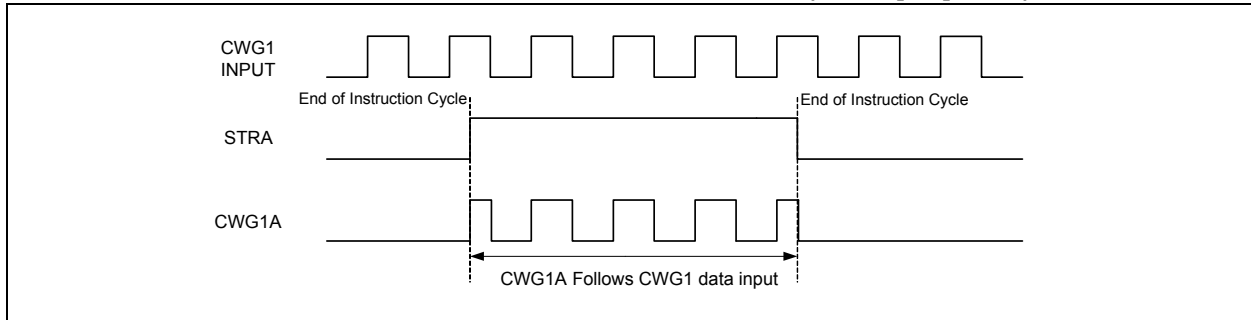 CWG1
INPUT
End of Instruction Cycle
End of Instruction Cycle
STRA
CWG1A
CWG1A Follows CWG1 data input